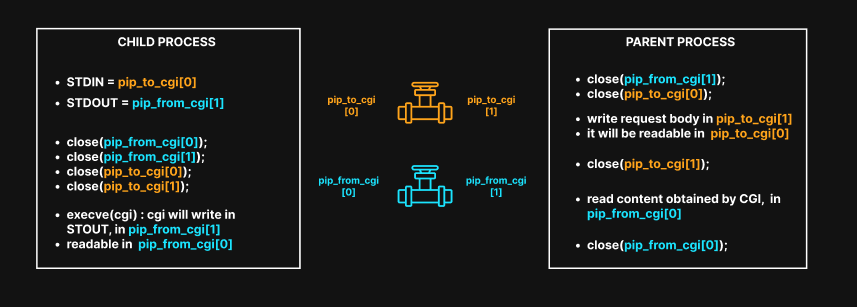 CHILD PROCESS
• STDIN = pip_to_cgi[0]
• STDOUT = pip_from_cgi[1]
• close(pip_from_cgi[0]);
• close(pip_from_cgi[1]);
• close(pip_to_cgi[0]);
• close(pip_to_cgi[1]);
• execve(cgi) : cgi will write in
STOUT, in pip_from_cgi[1]
• readable in pip_from_cgi[0]
pip_to_cgi
[0]
pip_to_cgi
[1]
pip_from_cgi
[0]
pip_from_cgi
[1]
PARENT PROCESS
• close(pip_from_cgi[1]);
• close(pip_to_cgi[0]);
• write request body in pip_to_cgi[1]
• it will be readable in pip_to_cgi[0]
• close(pip_to_cgi[1]);
• read content obtained by CGI, in
pip_from_cgi[0]
• close(pip_from_cgi[0]);